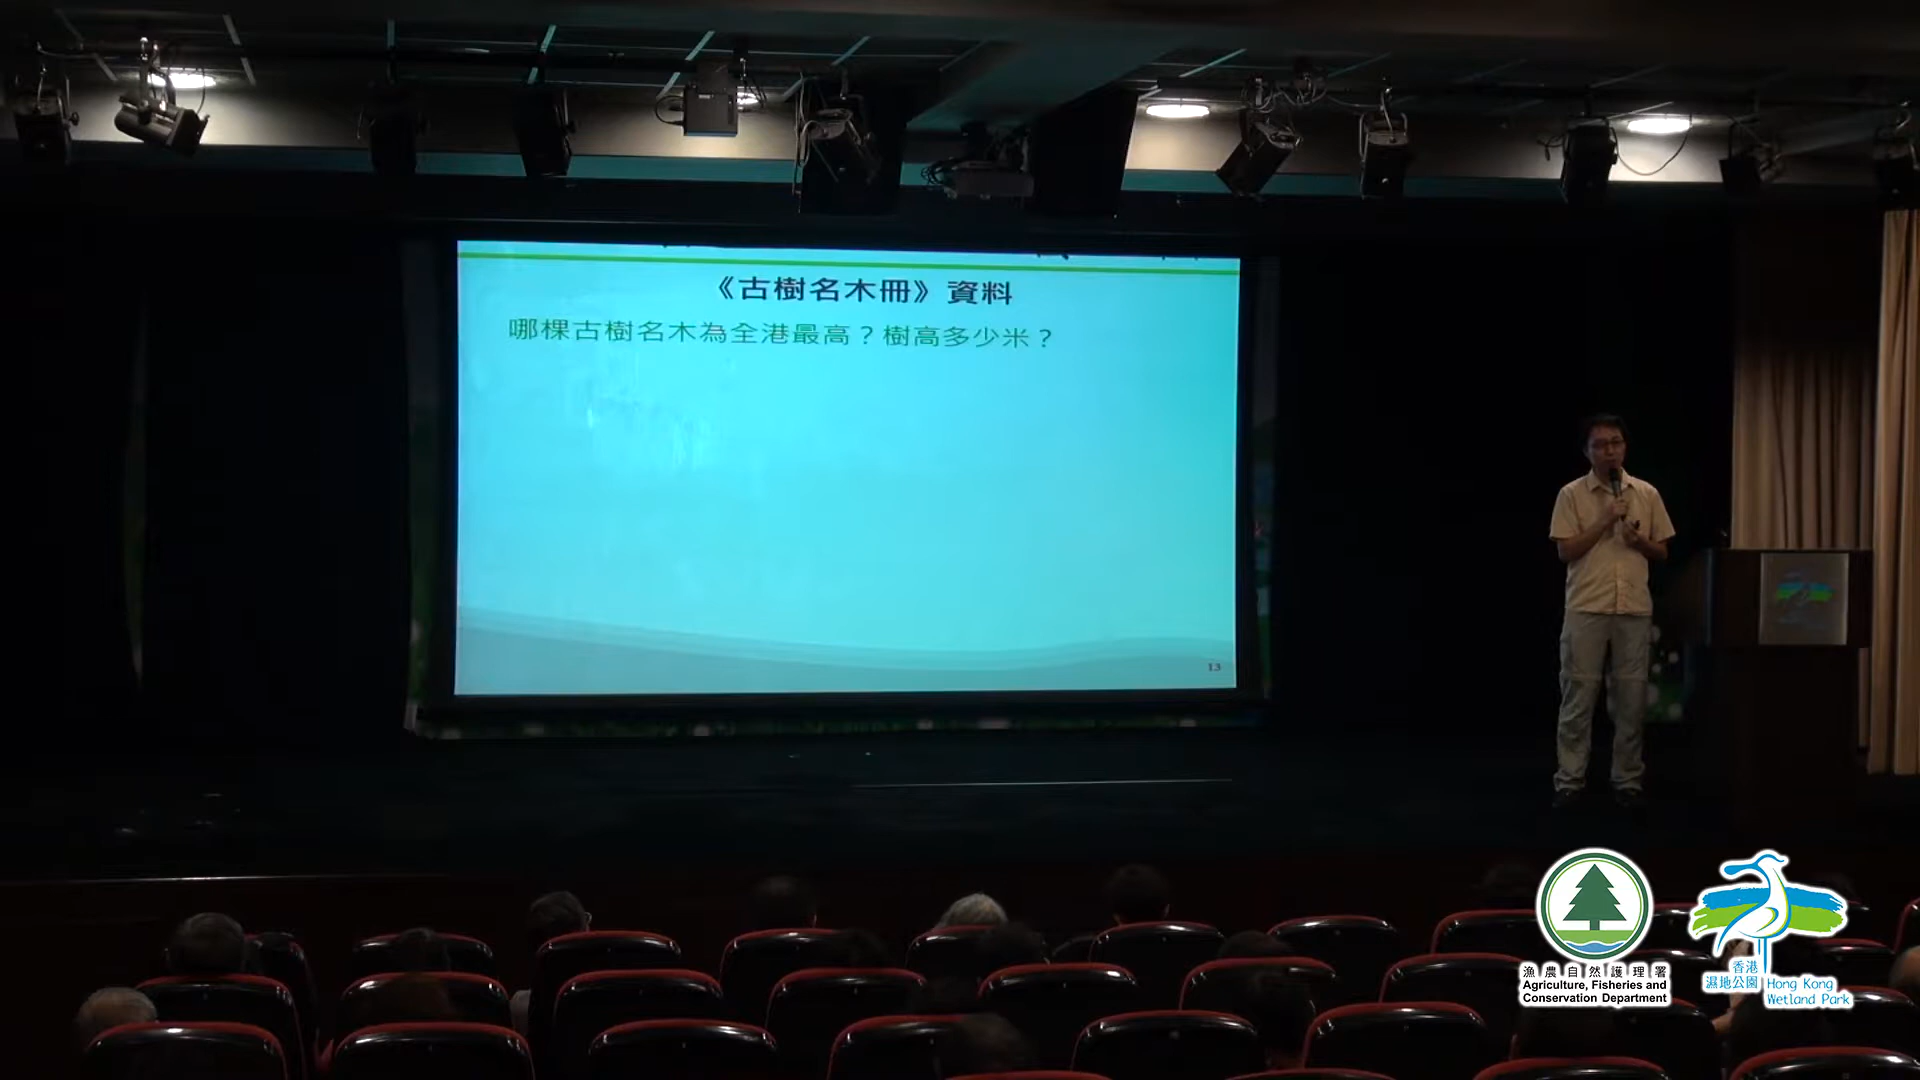 《古樹名木冊》資料
哪棵古樹名木為全港最高？樹高多少米？
13
漁農自然護理署
Agriculture, Fisheries and
Conservation Department
香港
濕地公園
Hong Kong
Wetland Park